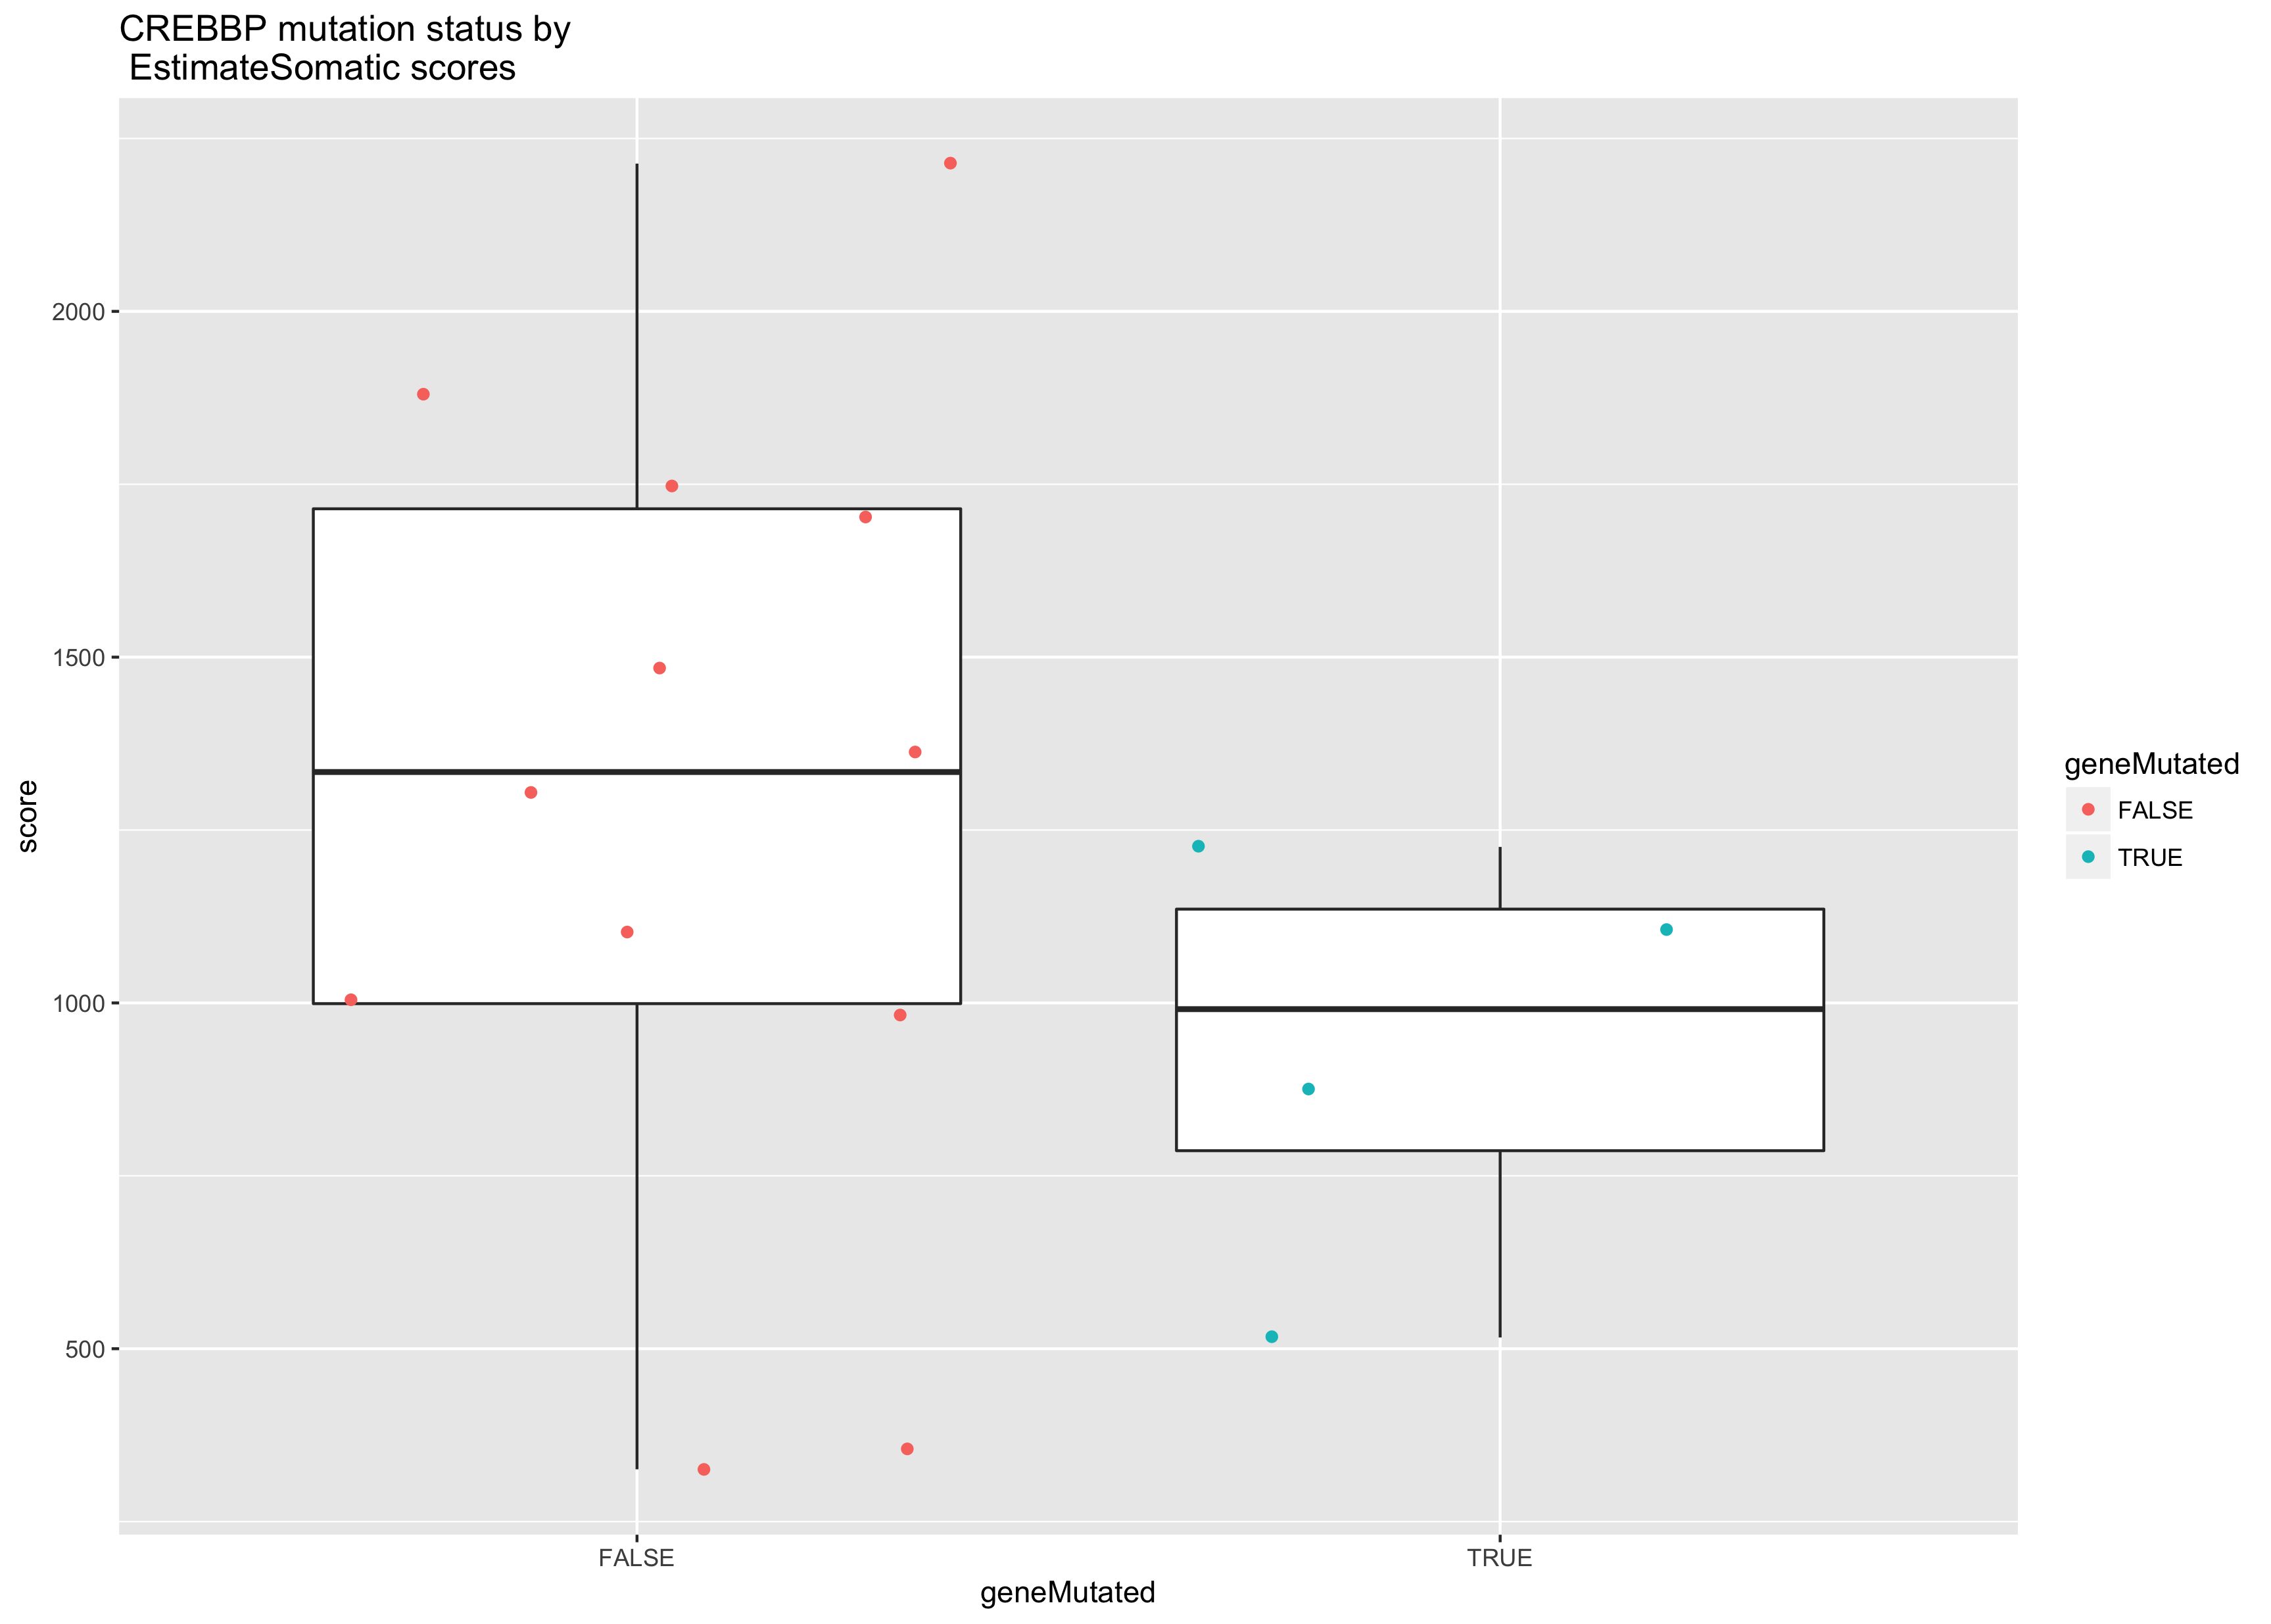 CREBBP mutation status by
EstimateSomatic scores
score
2000
1500
1000
500
FALSE
TRUE
geneMutated
geneMutated
FALSE
TRUE